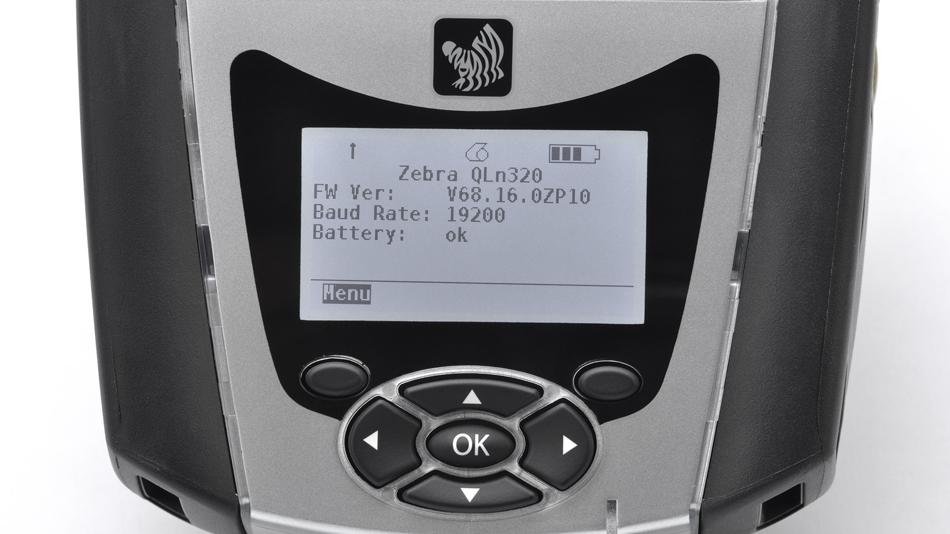 Zebra QLn320
FW Ver: V68.16.0ZP10
Baud Rate: 19200
Battery: ok
Menu
OK